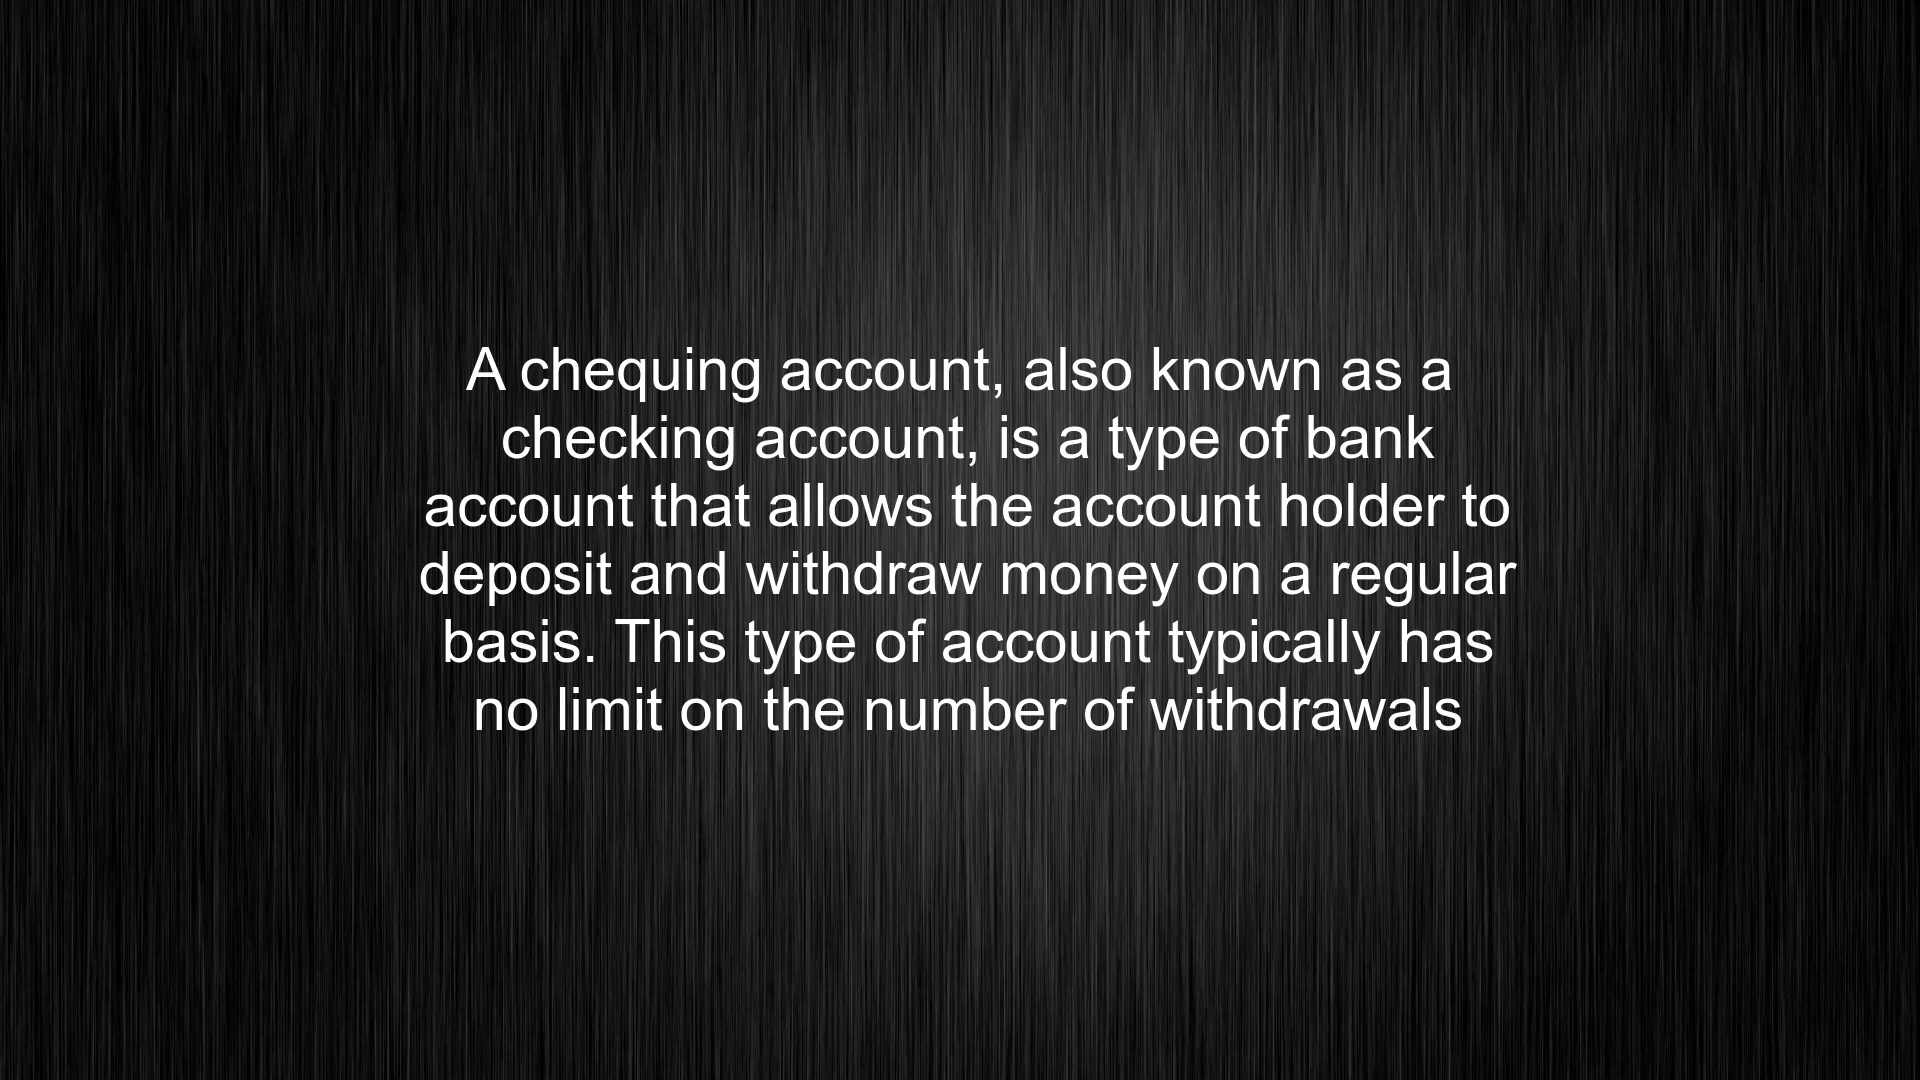 A chequing account, also known as a
checking account, is a type of bank
account that allows the account holder to
deposit and withdraw money on a regular
basis. This type of account typically has
no limit on the number of withdrawals